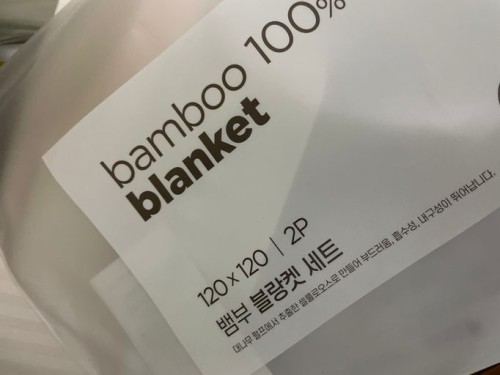 bamboo 100%
blanket
120 x 120 | 2P
뱀부 블랑켓 세트
대나무 펄프에서 추출한 셀룰로오스로 만들어 부드러움, 흡수성, 내구성이 뛰어납니다.